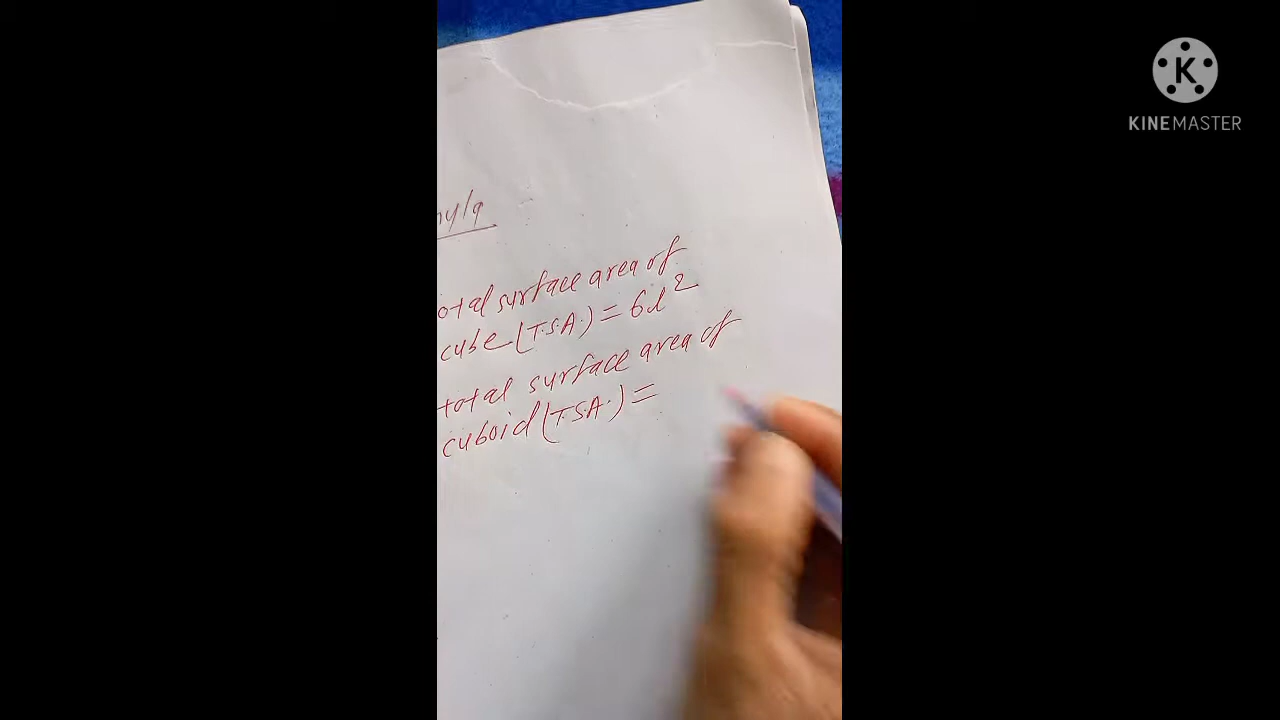 otal surface area of
cube (T.S.A.) = 6l²
total surface area of
cuboid (T.S.A.) =
K
KINEMASTER